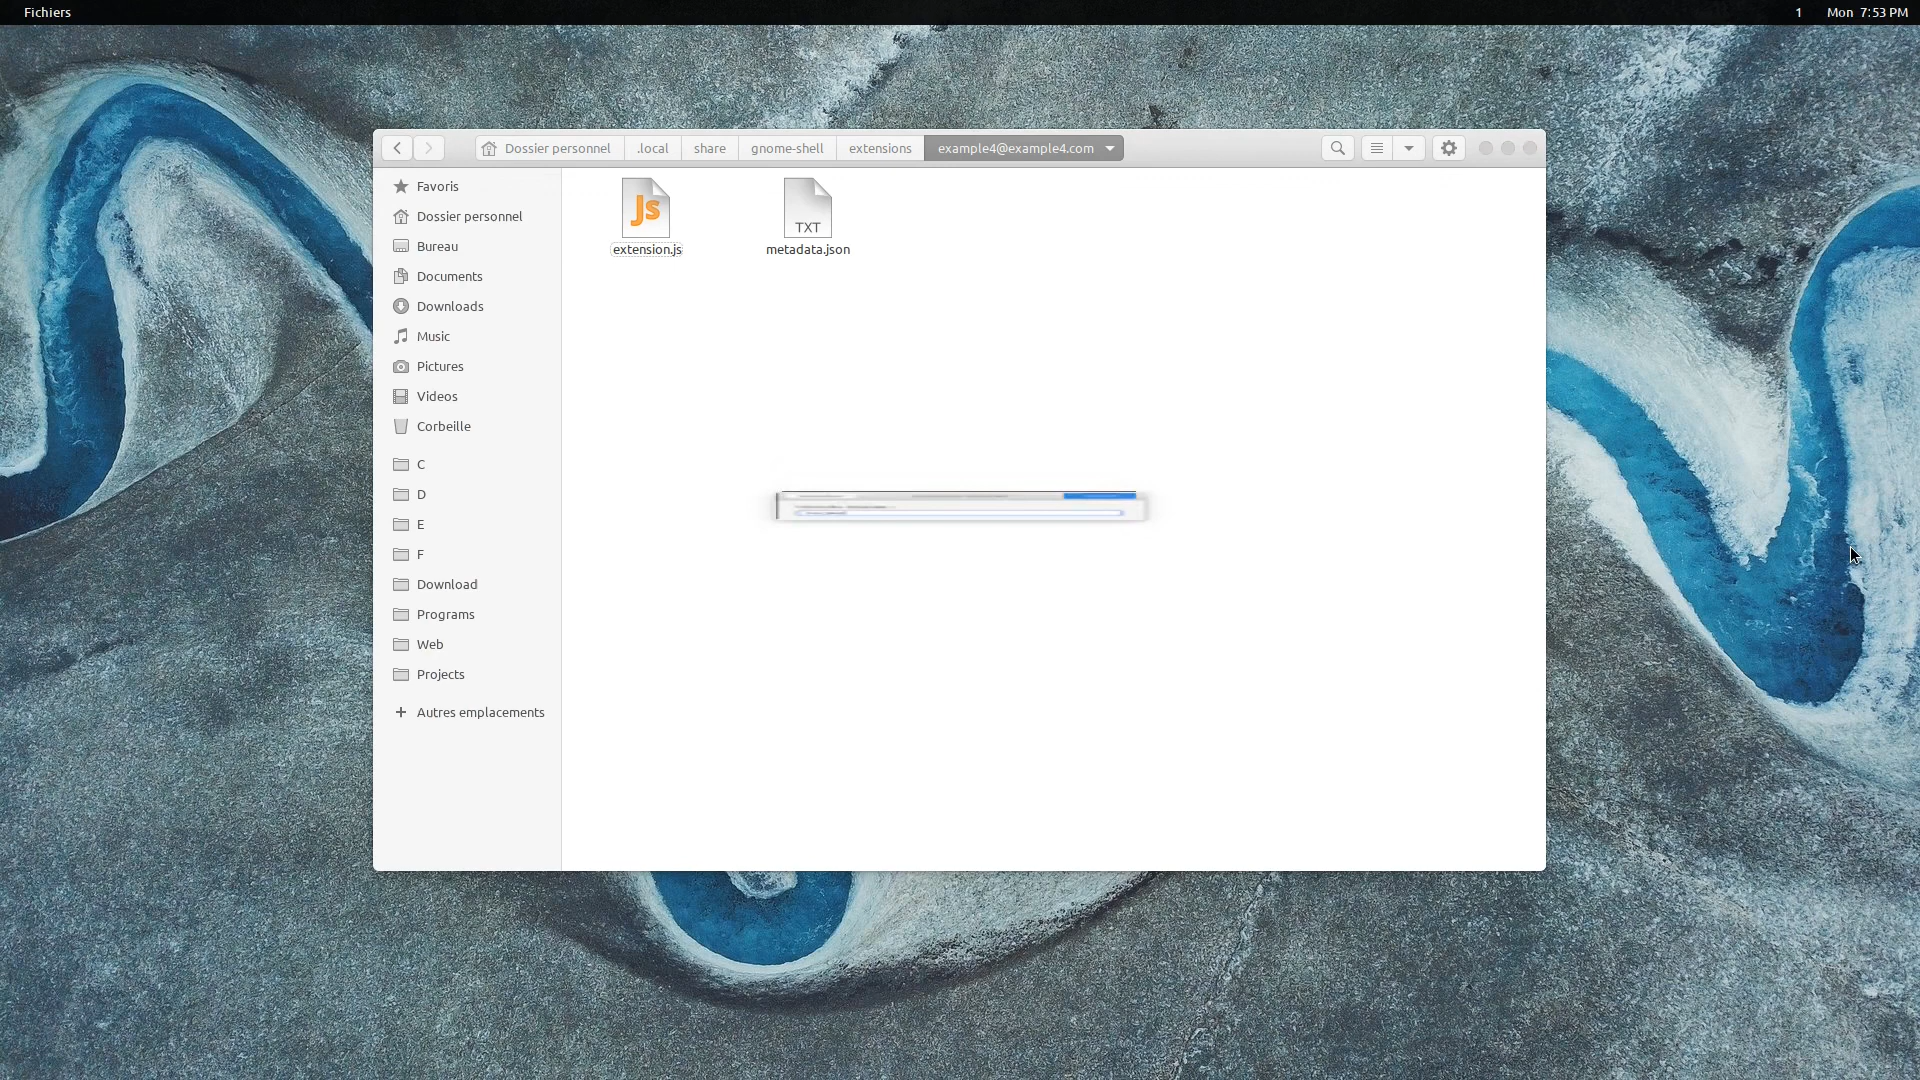 Fichiers
1 Mon 7:53 PM
Dossier personnel .local share gnome-shell extensions example4@example4.com
Favoris
Dossier personnel
Bureau
Documents
Downloads
Music
Pictures
Videos
Corbeille
C
D
E
F
Download
Programs
Web
Projects
+ Autres emplacements
Js
extension.js
TXT
metadata.json